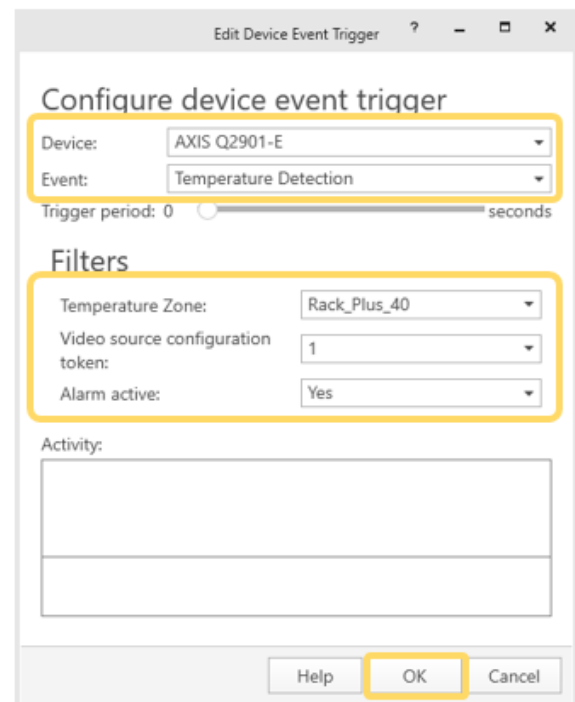 Edit Device Event Trigger ?
Configure device event trigger
Device: AXIS Q2901-E
Event: Temperature Detection
Trigger period: 0 seconds
Filters
Temperature Zone: Rack_Plus_40
Video source configuration
token: 1
Alarm active: Yes
Activity:
Help OK Cancel